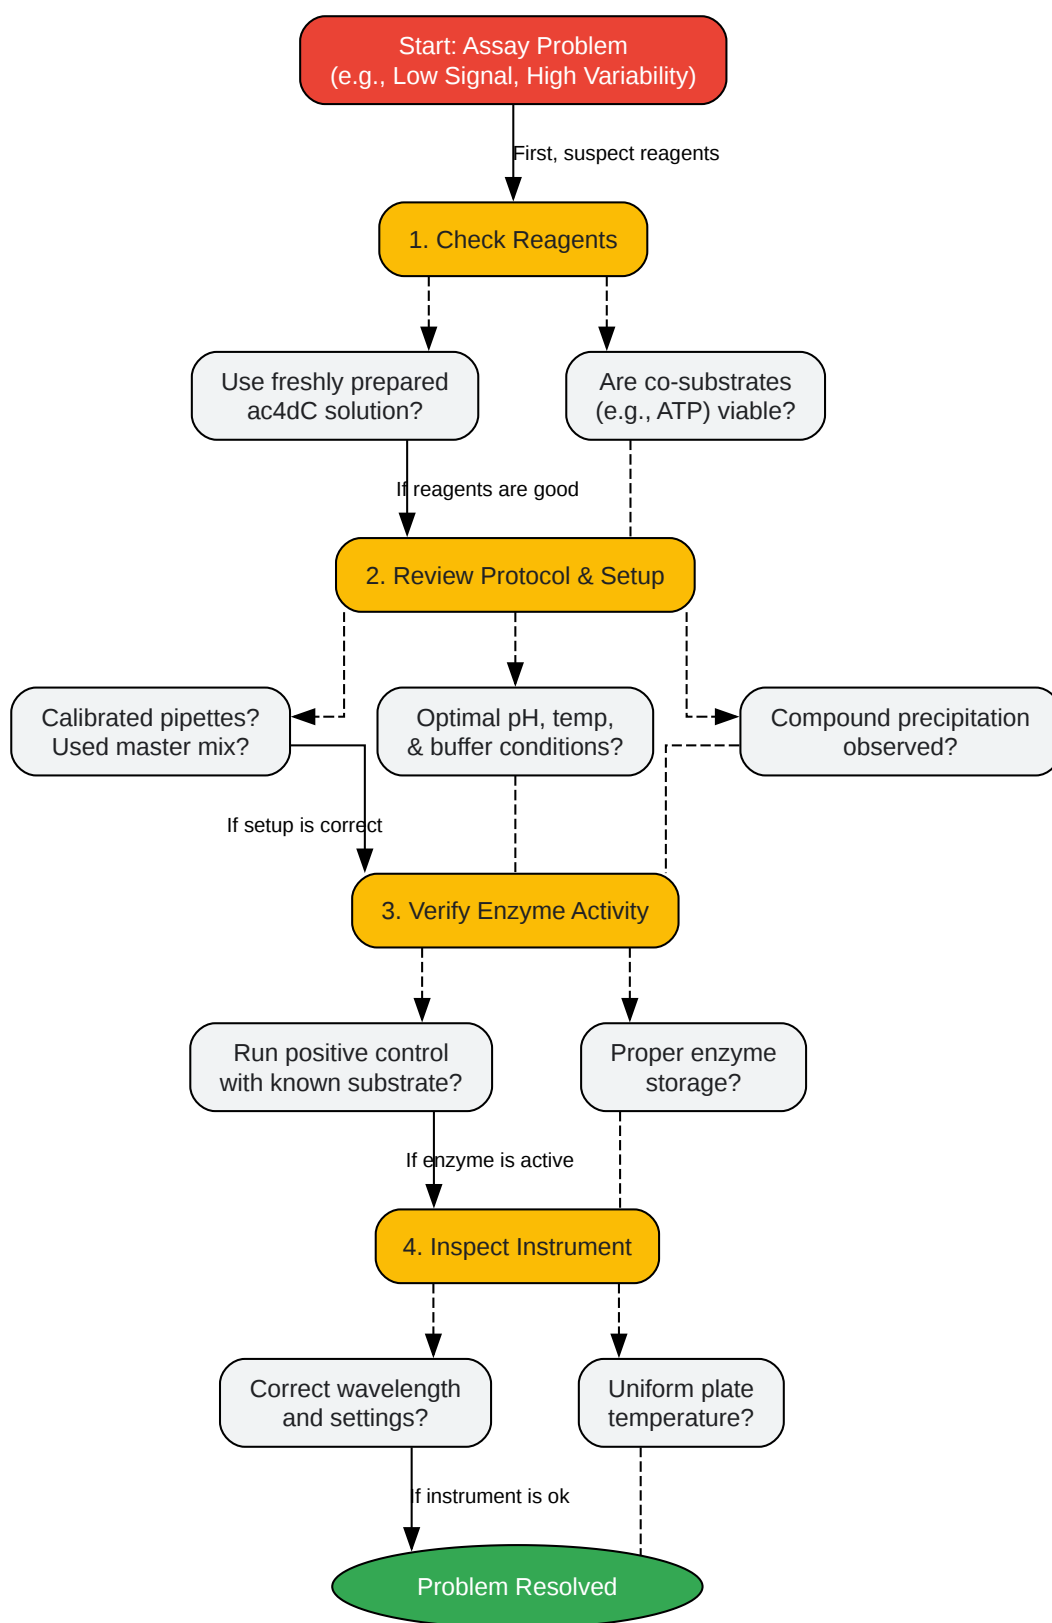 Start: Assay Problem
(e.g., Low Signal, High Variability)
First, suspect reagents
1. Check Reagents
Use freshly prepared
ac4dC solution?
Are co-substrates
(e.g., ATP) viable?
If reagents are good
2. Review Protocol & Setup
Calibrated pipettes?
Used master mix?
Optimal pH, temp,
& buffer conditions?
Compound precipitation
observed?
If setup is correct
3. Verify Enzyme Activity
Run positive control
with known substrate?
Proper enzyme
storage?
If enzyme is active
4. Inspect Instrument
Correct wavelength
and settings?
Uniform plate
temperature?
If instrument is ok
Problem Resolved